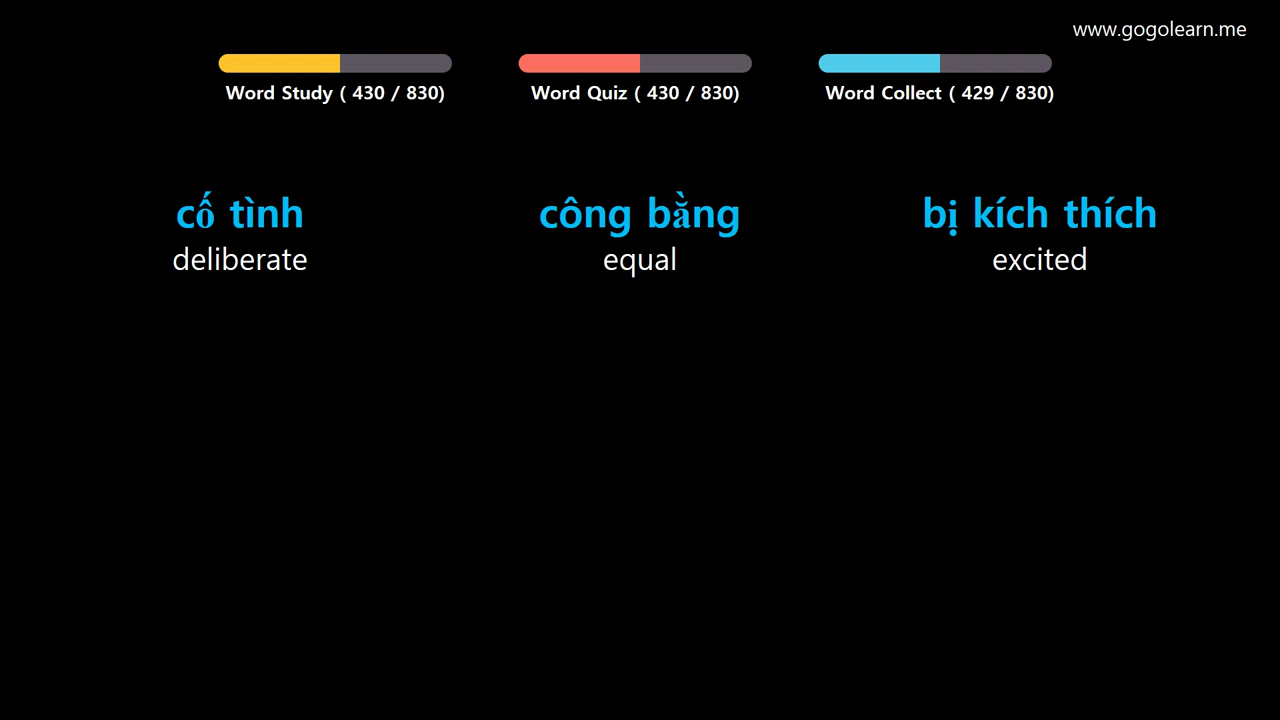 www.gogolearn.me
Word Study ( 430 / 830)
Word Quiz ( 430 / 830)
Word Collect ( 429 / 830)
cố tình
deliberate
công bằng
equal
bị kích thích
excited